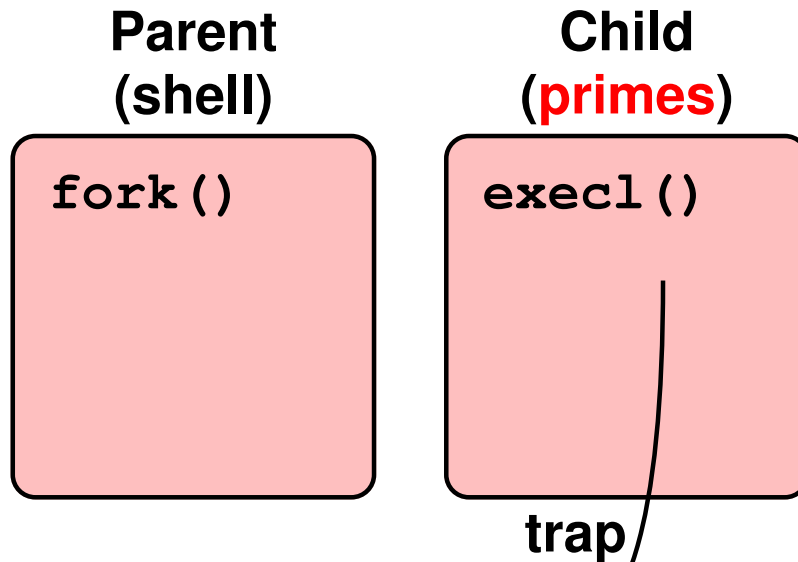 Parent
(shell)
fork()
Child
(primes)
execl()
trap